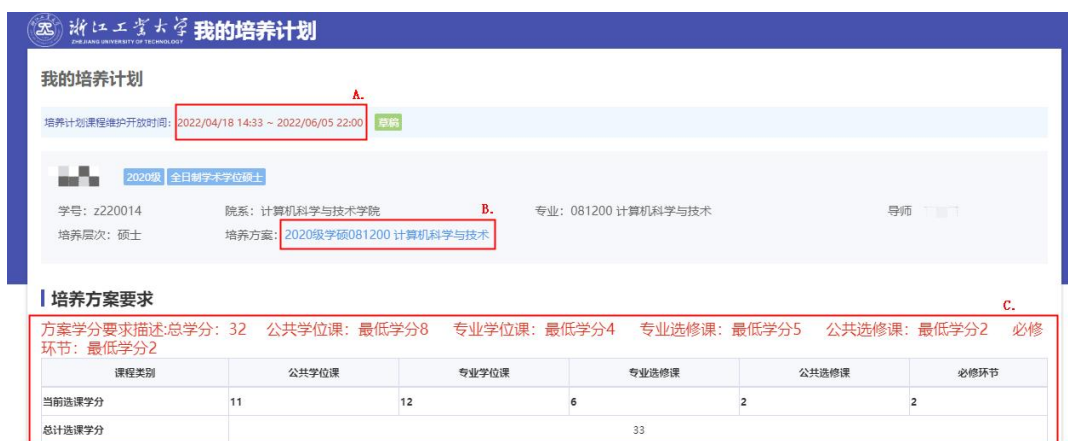 浙江工业大学 我的培养计划
ZHEJIANG UNIVERSITY OF TECHNOLOGY
我的培养计划
A.
培养计划课程维护开放时间: 2022/04/18 14:33 ~ 2022/06/05 22:00 草稿
2020级 全日制学术学位硕士
学号: z220014 院系: 计算机科学与技术学院 B. 专业: 081200 计算机科学与技术 导师
培养层次: 硕士 培养方案: 2020级学硕081200 计算机科学与技术
培养方案要求
C.
方案学分要求描述:总学分: 32 公共学位课: 最低学分8 专业学位课: 最低学分4 专业选修课: 最低学分5 公共选修课: 最低学分2 必修
环节: 最低学分2
课程类别 公共学位课 专业学位课 专业选修课 公共选修课 必修环节
当前选课学分 11 12 6 2 2
总计选课学分 33